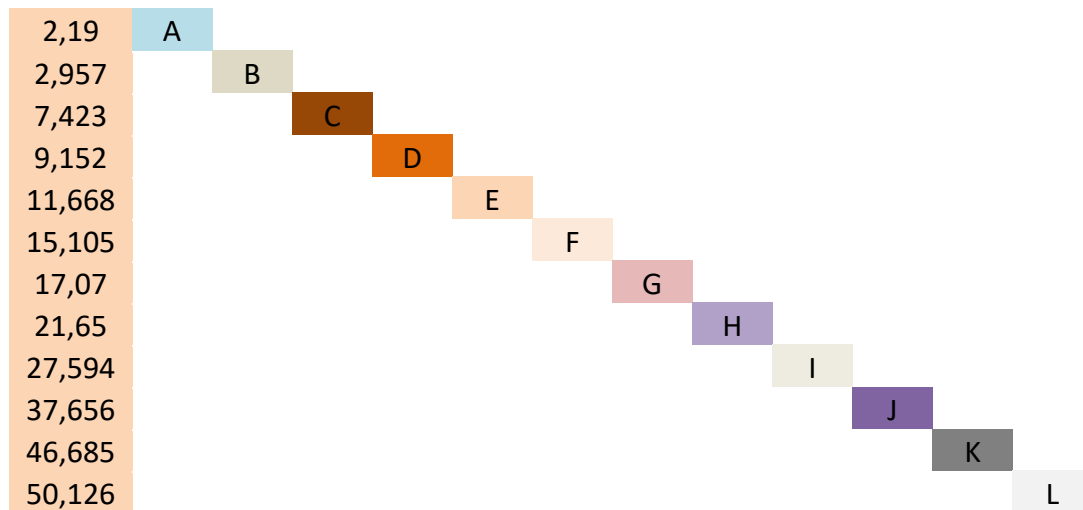 2,19 A
2,957 B
7,423 C
9,152 D
11,668 E
15,105 F
17,07 G
21,65 H
27,594 I
37,656 J
46,685 K
50,126 L